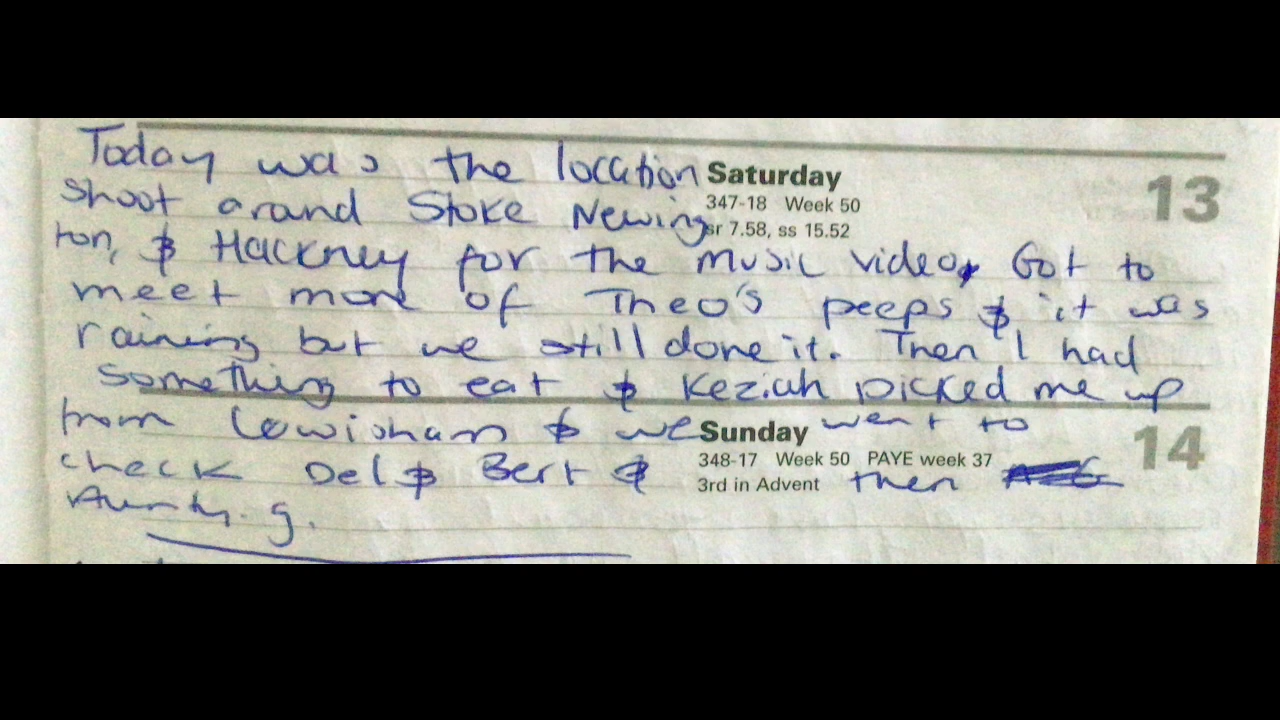 Today was the location
Saturday
13
347-18 Week 50
shoot around Stoke Newing
sr 7.58, ss 15.52
ton, & Hackney for the music video, Got to
meet more of Theo's peeps & it was
raining but we still done it. Then I had
something to eat & Keziah picked me up
from Lewisham & we went to
Sunday
14
348-17 Week 50 PAYE week 37
check Del & Bert & then
3rd in Advent
Aunty. g.